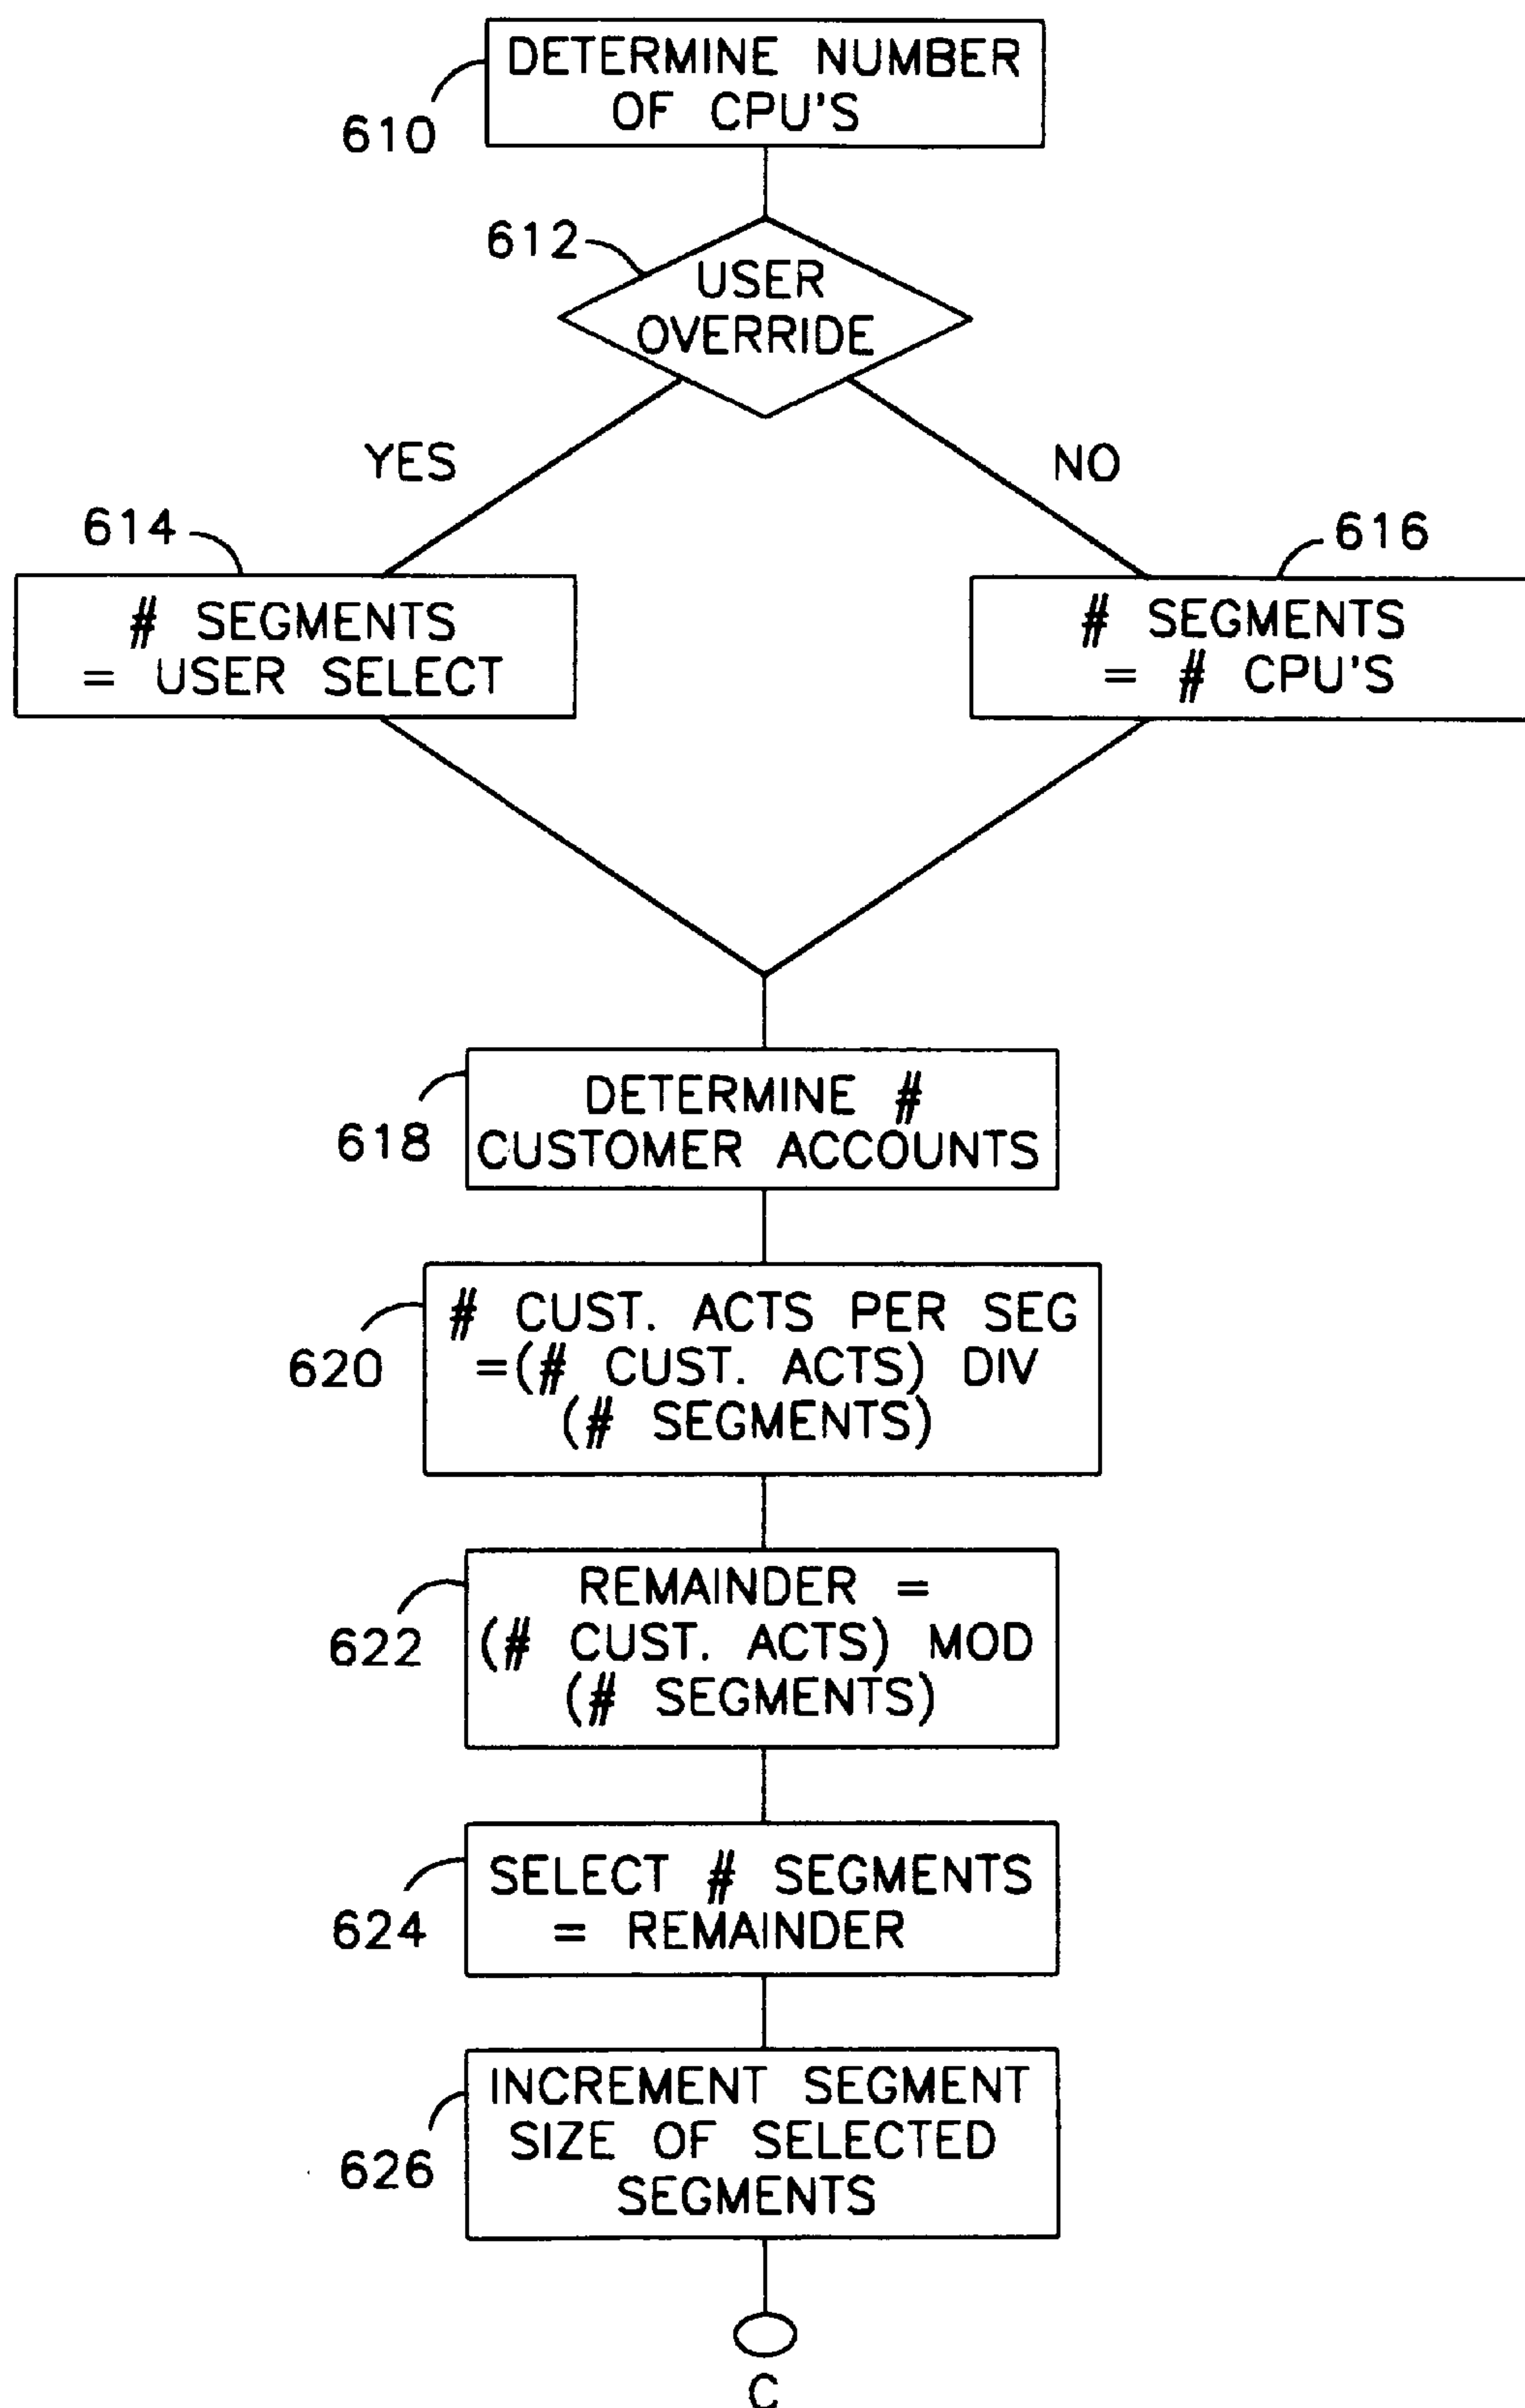 DETERMINE NUMBER
OF CPU'S
610
612
USER
OVERRIDE
YES
NO
614
616
# SEGMENTS
= USER SELECT
# SEGMENTS
= # CPU'S
DETERMINE #
CUSTOMER ACCOUNTS
618
# CUST. ACTS PER SEG
=(# CUST. ACTS) DIV
(# SEGMENTS)
620
REMAINDER =
(# CUST. ACTS) MOD
(# SEGMENTS)
622
SELECT # SEGMENTS
= REMAINDER
624
INCREMENT SEGMENT
SIZE OF SELECTED
SEGMENTS
626
C